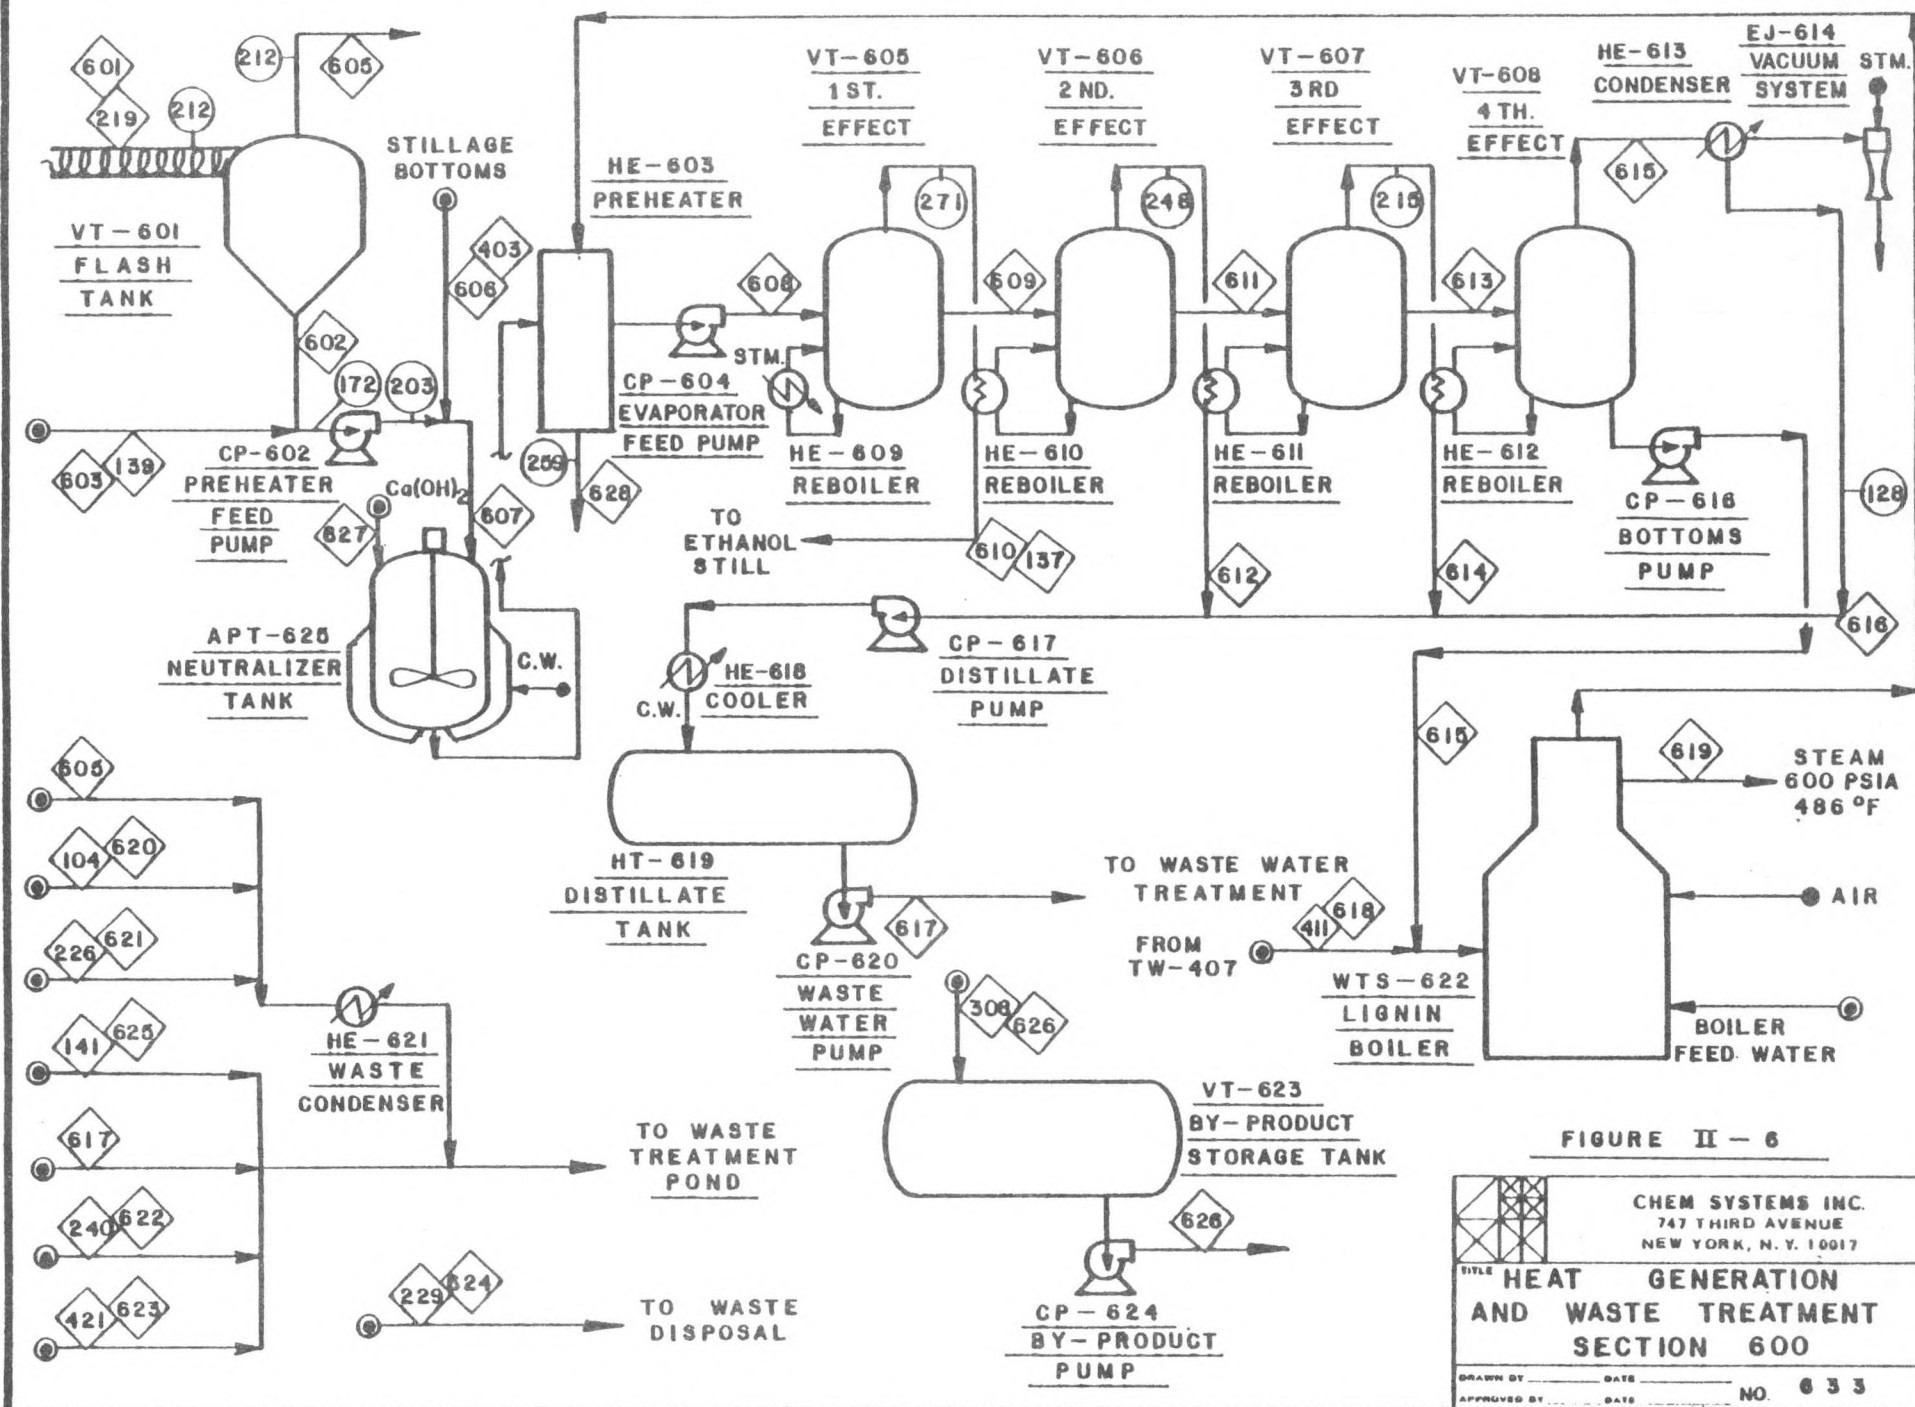 601
219
212
212
605
VT-601
FLASH
TANK
602
172
203
603
139
CP-602
PREHEATER
FEED
PUMP
STILLAGE
BOTTOMS
403
606
HE-603
PREHEATER
259
628
CP-604
EVAPORATOR
FEED PUMP
608
STM.
VT-605
1ST.
EFFECT
271
609
VT-606
2ND.
EFFECT
248
611
VT-607
3RD
EFFECT
215
613
VT-608
4TH.
EFFECT
615
HE-613
CONDENSER
EJ-614
VACUUM
SYSTEM
STM.
HE-609
REBOILER
HE-610
REBOILER
HE-611
REBOILER
HE-612
REBOILER
CP-616
BOTTOMS
PUMP
128
616
TO
ETHANOL
STILL
610
137
612
614
Ca(OH)2
627
607
APT-625
NEUTRALIZER
TANK
C.W.
CP-617
DISTILLATE
PUMP
HE-618
COOLER
C.W.
HT-619
DISTILLATE
TANK
CP-620
WASTE
WATER
PUMP
617
TO WASTE WATER
TREATMENT
615
619
STEAM
600 PSIA
486 °F
AIR
BOILER
FEED WATER
FROM
TW-407
411
618
WTS-622
LIGNIN
BOILER
605
104
620
226
621
141
625
617
240
622
421
623
HE-621
WASTE
CONDENSER
TO WASTE
TREATMENT
POND
229
624
TO WASTE
DISPOSAL
308
626
VT-623
BY-PRODUCT
STORAGE TANK
626
CP-624
BY-PRODUCT
PUMP
FIGURE II - 6
CHEM SYSTEMS INC.
747 THIRD AVENUE
NEW YORK, N.Y. 10017
TITLE HEAT GENERATION
AND WASTE TREATMENT
SECTION 600
DRAWN BY DATE
APPROVED BY DATE
NO. 633